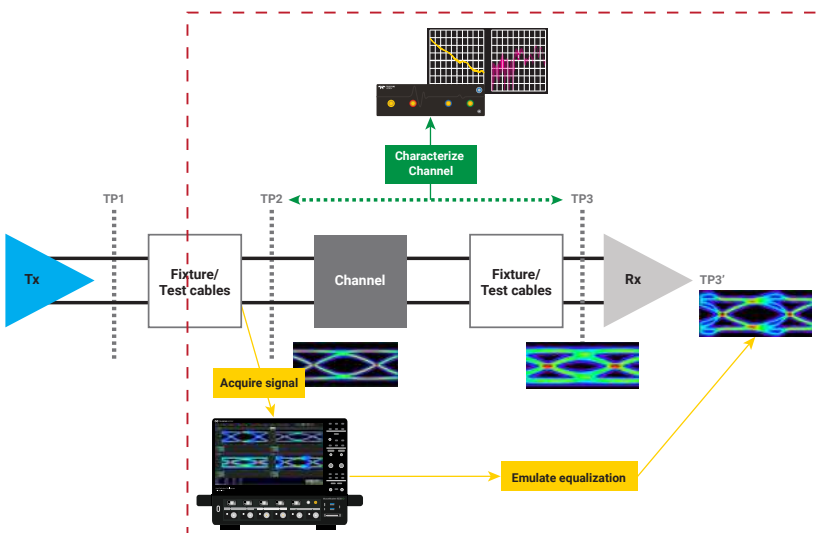 Characterize
Channel
TP1
TP2
TP3
Tx
Fixture/
Test cables
Channel
Fixture/
Test cables
Rx
TP3'
Acquire signal
Emulate equalization